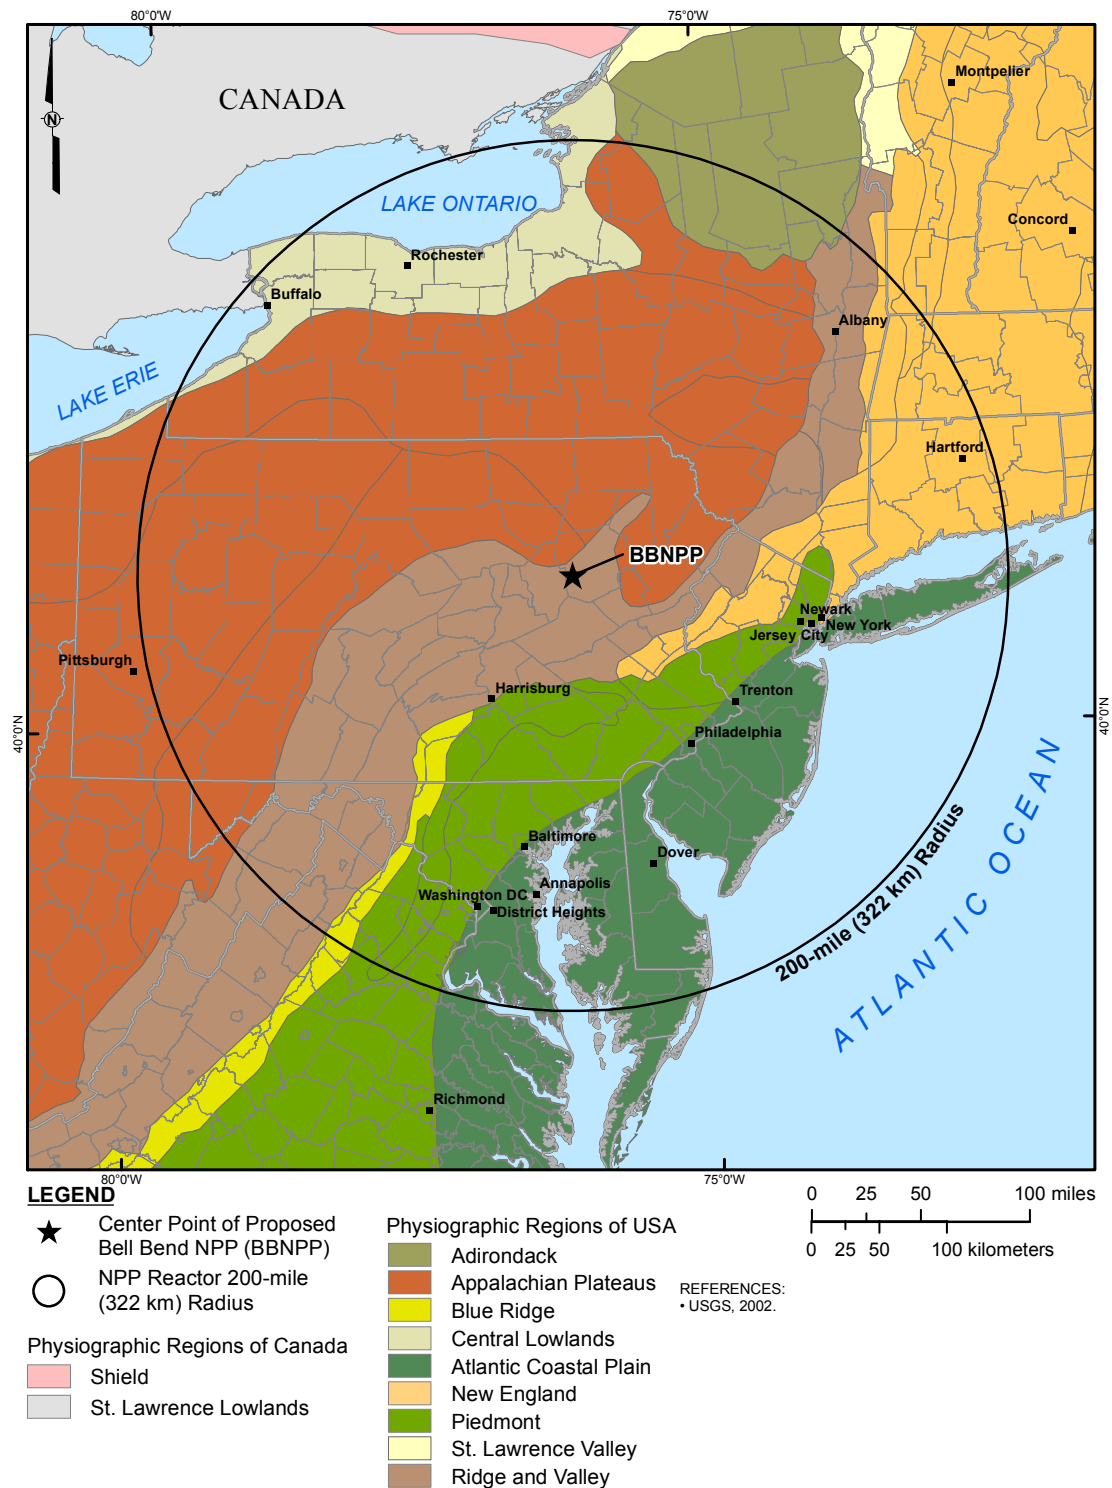 80°0'W
75°0'W
Montpelier
CANADA
N
LAKE ONTARIO
Concord
Rochester
Buffalo
Albany
LAKE ERIE
Hartford
BBNPP
Newark
New York
Jersey City
Pittsburgh
Harrisburg
Trenton
40°0'N
40°0'N
Philadelphia
Baltimore
Dover
Annapolis
Washington DC
District Heights
200-mile (322 km) Radius
ATLANTIC OCEAN
Richmond
80°0'W
75°0'W
LEGEND
Center Point of Proposed
Bell Bend NPP (BBNPP)
NPP Reactor 200-mile
(322 km) Radius
Physiographic Regions of Canada
Shield
St. Lawrence Lowlands
Physiographic Regions of USA
Adirondack
Appalachian Plateaus
Blue Ridge
Central Lowlands
Atlantic Coastal Plain
New England
Piedmont
St. Lawrence Valley
Ridge and Valley
0 25 50 100 miles
0 25 50 100 kilometers
REFERENCES:
• USGS, 2002.